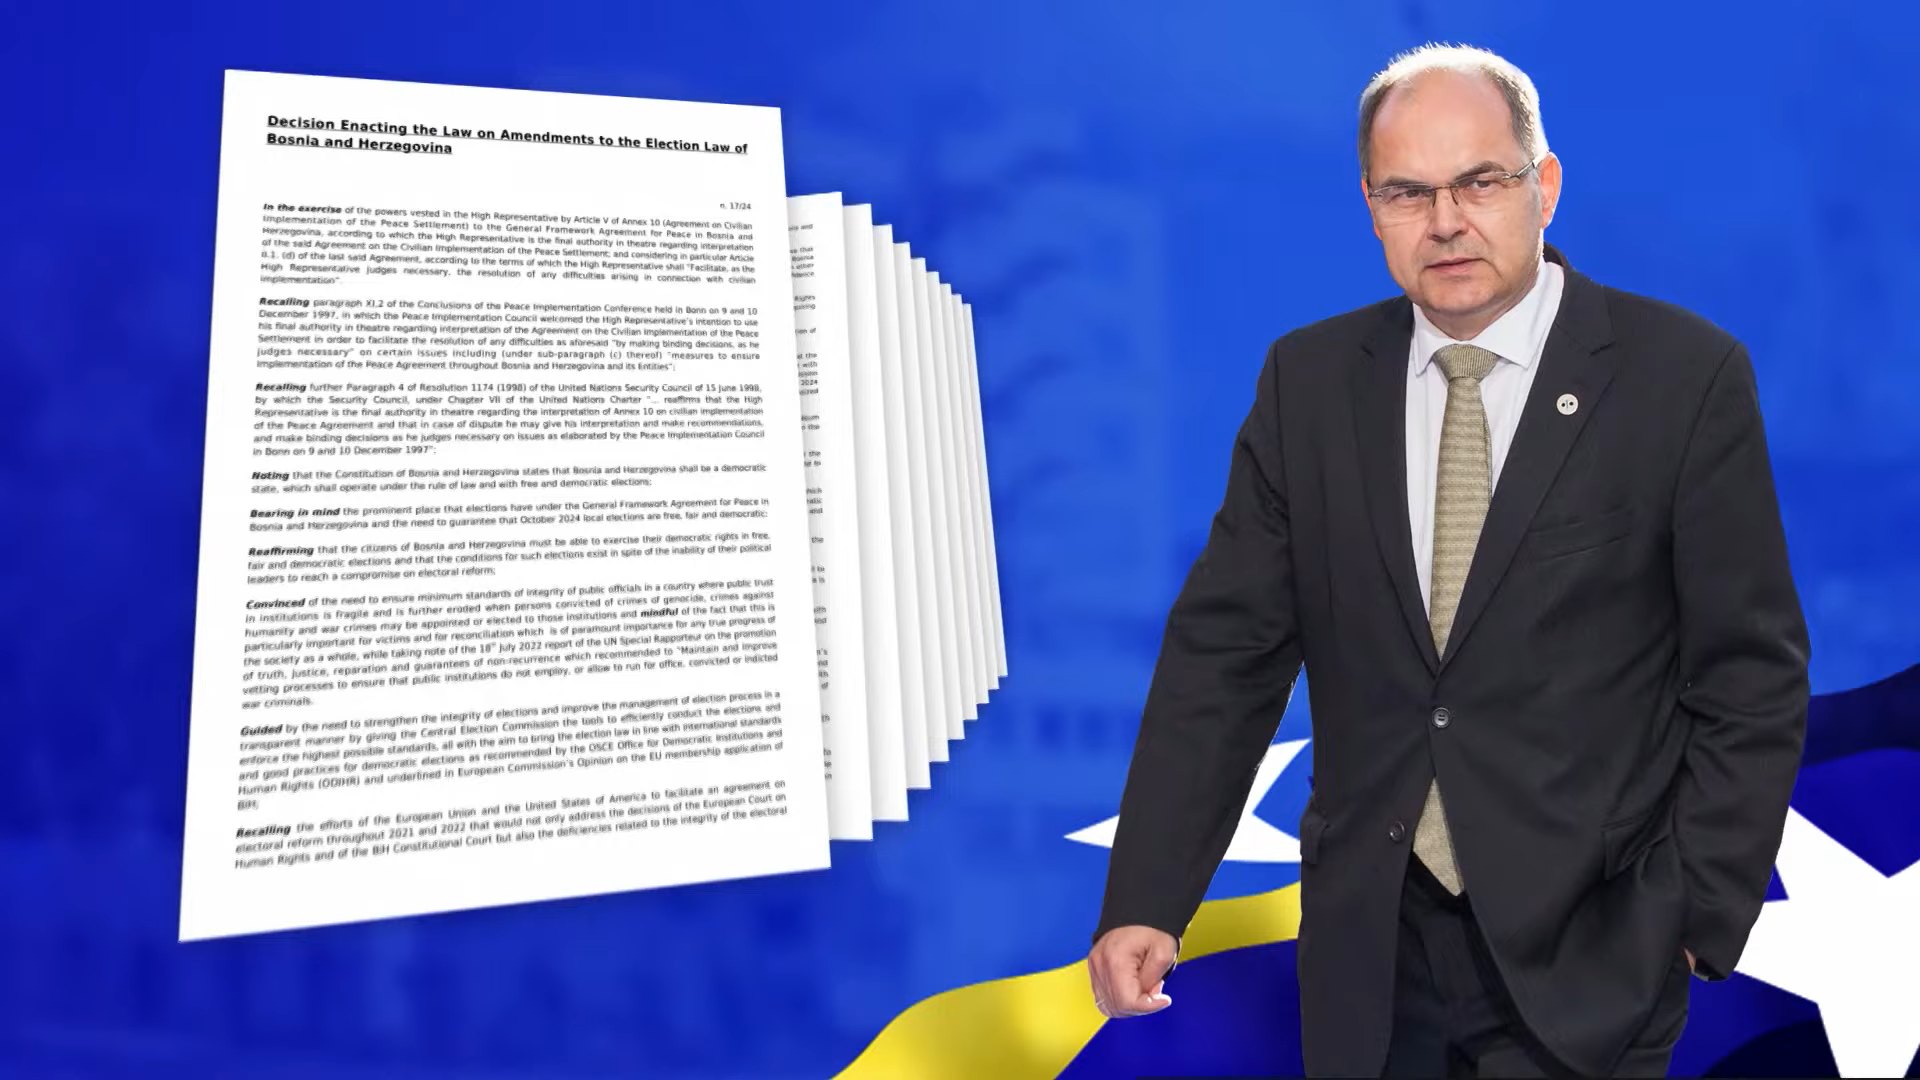 Decision Enacting the Law on Amendments to the Election Law of
Bosnia and Herzegovina
n. 17/24
In the exercise of the powers vested in the High Representative by Article V of Annex 10 (Agreement on Civilian
Implementation of the Peace Settlement) to the General Framework Agreement for Peace in Bosnia and
Herzegovina, according to which the High Representative is the final authority in theatre regarding interpretation
of the said Agreement on the Civilian Implementation of the Peace Settlement; and considering in particular Article
II.1. (d) of the last said Agreement, according to the terms of which the High Representative shall "Facilitate, as the
High Representative judges necessary, the resolution of any difficulties arising in connection with civilian
implementation".
Recalling paragraph XI.2 of the Conclusions of the Peace Implementation Conference held in Bonn on 9 and 10
December 1997, in which the Peace Implementation Council welcomed the High Representative's intention to use
his final authority in theatre regarding interpretation of the Agreement on the Civilian Implementation of the Peace
Settlement in order to facilitate the resolution of any difficulties as aforesaid "by making binding decisions, as he
judges necessary" on certain issues including (under sub-paragraph (c) thereof) "measures to ensure
implementation of the Peace Agreement throughout Bosnia and Herzegovina and its Entities";
Recalling further Paragraph 4 of Resolution 1174 (1998) of the United Nations Security Council of 15 June 1998,
by which the Security Council, under Chapter VII of the United Nations Charter "... reaffirms that the High
Representative is the final authority in theatre regarding the interpretation of Annex 10 on civilian implementation
of the Peace Agreement and that in case of dispute he may give his interpretation and make recommendations,
and make binding decisions as he judges necessary on issues as elaborated by the Peace Implementation Council
in Bonn on 9 and 10 December 1997";
Noting that the Constitution of Bosnia and Herzegovina states that Bosnia and Herzegovina shall be a democratic
state, which shall operate under the rule of law and with free and democratic elections;
Bearing in mind the prominent place that elections have under the General Framework Agreement for Peace in
Bosnia and Herzegovina and the need to guarantee that October 2024 local elections are free, fair and democratic;
Reaffirming that the citizens of Bosnia and Herzegovina must be able to exercise their democratic rights in free,
fair and democratic elections and that the conditions for such elections exist in spite of the inability of their political
leaders to reach a compromise on electoral reform;
Convinced of the need to ensure minimum standards of integrity of public officials in a country where public trust
in institutions is fragile and is further eroded when persons convicted of crimes of genocide, crimes against
humanity and war crimes may be appointed or elected to those institutions and mindful of the fact that this is
particularly important for victims and for reconciliation which is of paramount importance for any true progress of
the society as a whole, while taking note of the 18th July 2022 report of the UN Special Rapporteur on the promotion
of truth, justice, reparation and guarantees of non-recurrence which recommended to "Maintain and improve
vetting processes to ensure that public institutions do not employ, or allow to run for office, convicted or indicted
war criminals.
Guided by the need to strengthen the integrity of elections and improve the management of election process in a
transparent manner by giving the Central Election Commission the tools to efficiently conduct the elections and
enforce the highest possible standards, all with the aim to bring the election law in line with international standards
and good practices for democratic elections as recommended by the OSCE Office for Democratic Institutions and
Human Rights (ODIHR) and underlined in European Commission's Opinion on the EU membership application of
BiH;
Recalling the efforts of the European Union and the United States of America to facilitate an agreement on
electoral reform throughout 2021 and 2022 that would not only address the decisions of the European Court on
Human Rights and of the BiH Constitutional Court but also the deficiencies related to the integrity of the electoral